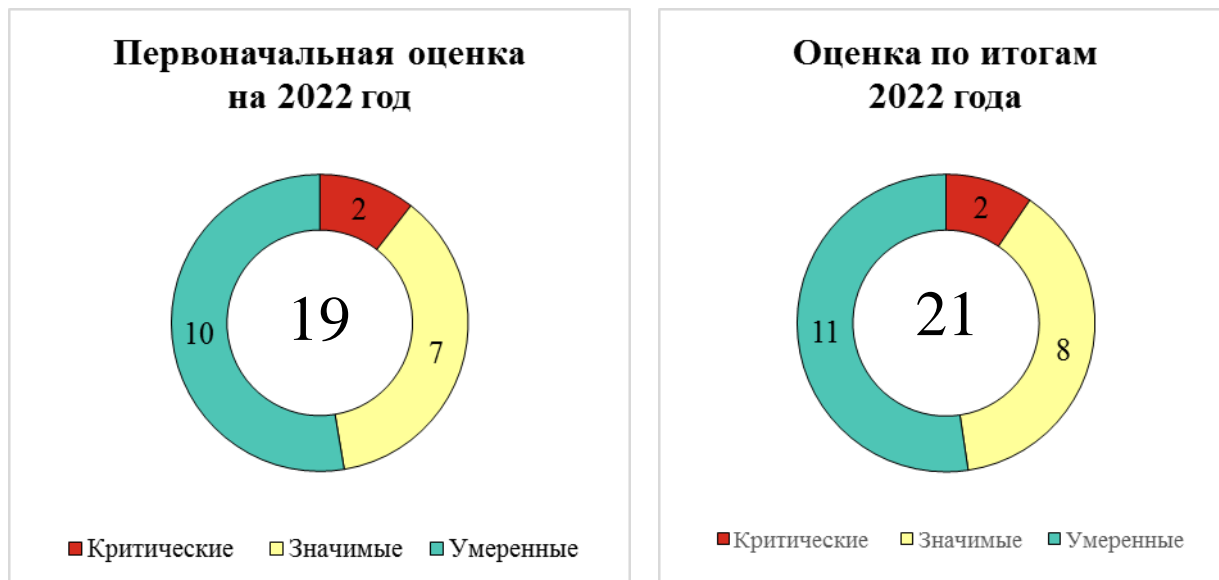 Первоначальная оценка
на 2022 год
2
7
10
19
Критические Значимые Умеренные
Оценка по итогам
2022 года
2
8
11
21
Критические Значимые Умеренные